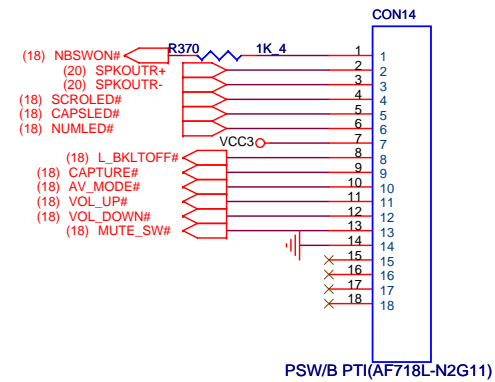 CON14
(18) NBSWON# R370 1K_4 1 1
(20) SPKOUTR+ 2 2
(20) SPKOUTR- 3 3
(18) SCROLED# 4 4
(18) CAPSLED# 5 5
(18) NUMLED# 6 6
VCC3 7 7
(18) L_BKLTOFF# 8 8
(18) CAPTURE# 9 9
(18) AV_MODE# 10 10
(18) VOL_UP# 11 11
(18) VOL_DOWN# 12 12
(18) MUTE_SW# 13 13
14 14
15 15
16 16
17 17
18 18
PSW/B PTI(AF718L-N2G11)